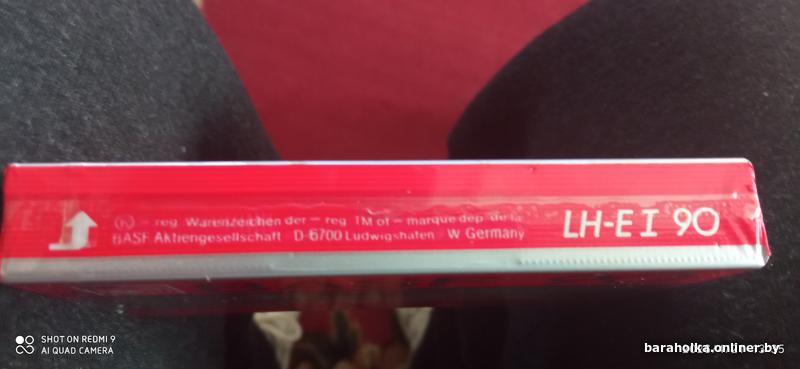 ® – reg. Warenzeichen der – reg. TM of – marque dep. de la
BASF Aktiengesellschaft D-6700 Ludwigshafen W Germany
LH-E I 90
SHOT ON REDMI 9
AI QUAD CAMERA
baraholka.onliner.by